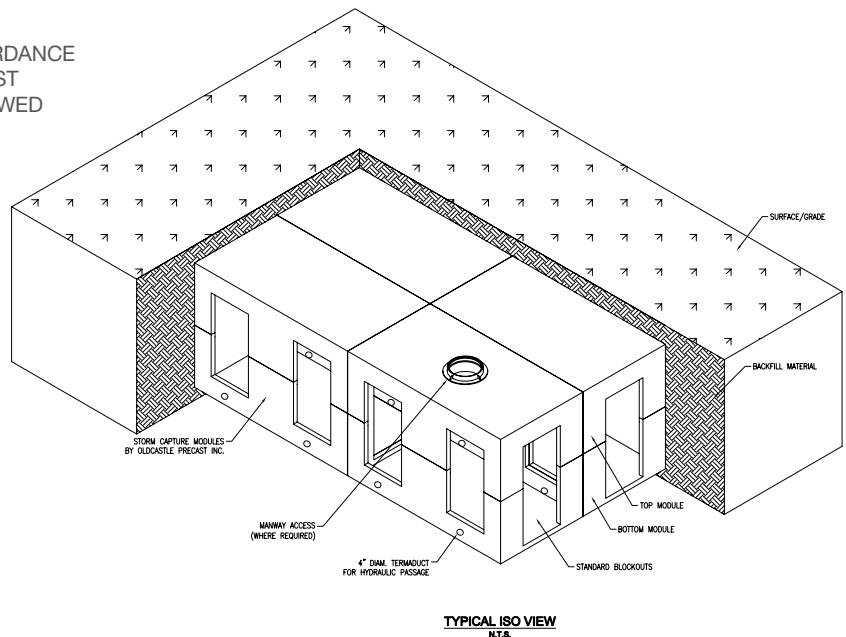 RDANCE
ST
WED
SURFACE/GRADE
BACKFILL MATERIAL
STORM CAPTURE MODULES
BY OLDCASTLE PRECAST INC.
TOP MODULE
MANWAY ACCESS
(WHERE REQUIRED)
BOTTOM MODULE
4" DIAM. TERMADUCT
FOR HYDRAULIC PASSAGE
STANDARD BLOCKOUTS
TYPICAL ISO VIEW
N.T.S.